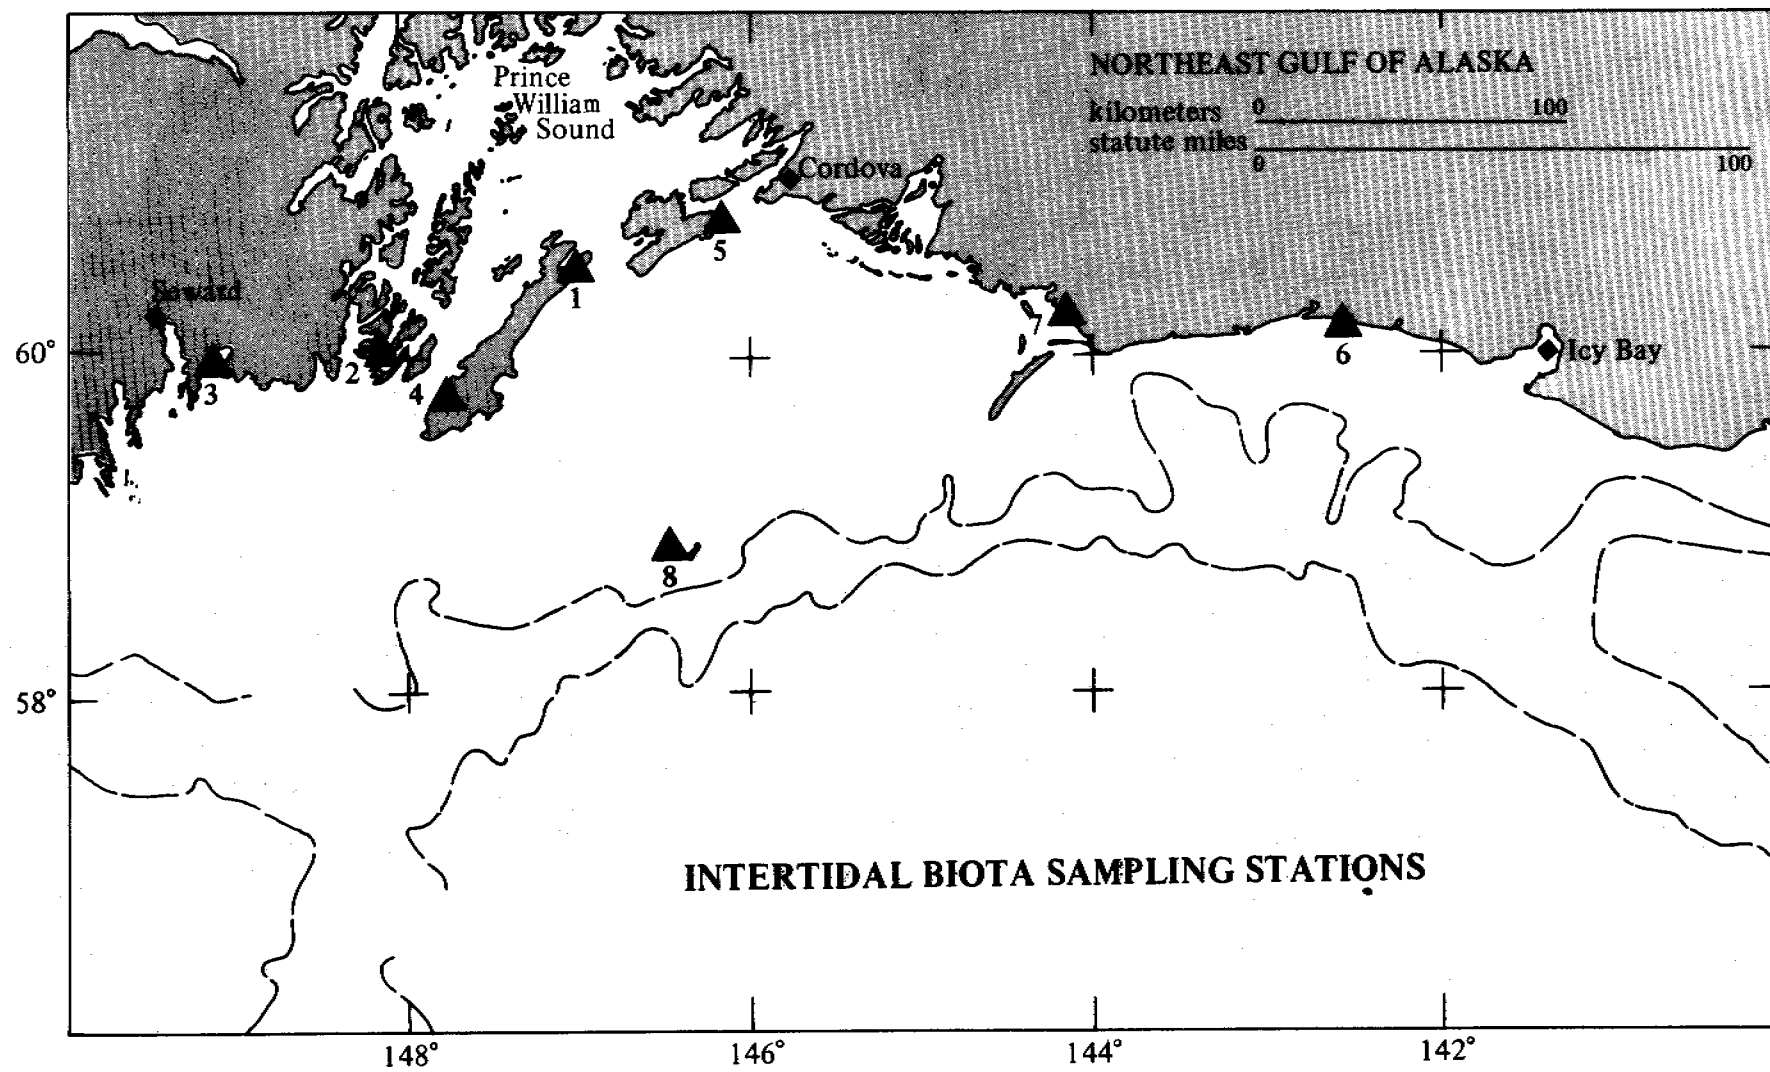 NORTHEAST GULF OF ALASKA
kilometers 0 100
statute miles
0 100
Prince
William
Sound
Cordova
5
1
Seward
7
6
Icy Bay
60°
2
3
4
8
58°
INTERTIDAL BIOTA SAMPLING STATIONS
148° 146° 144° 142°